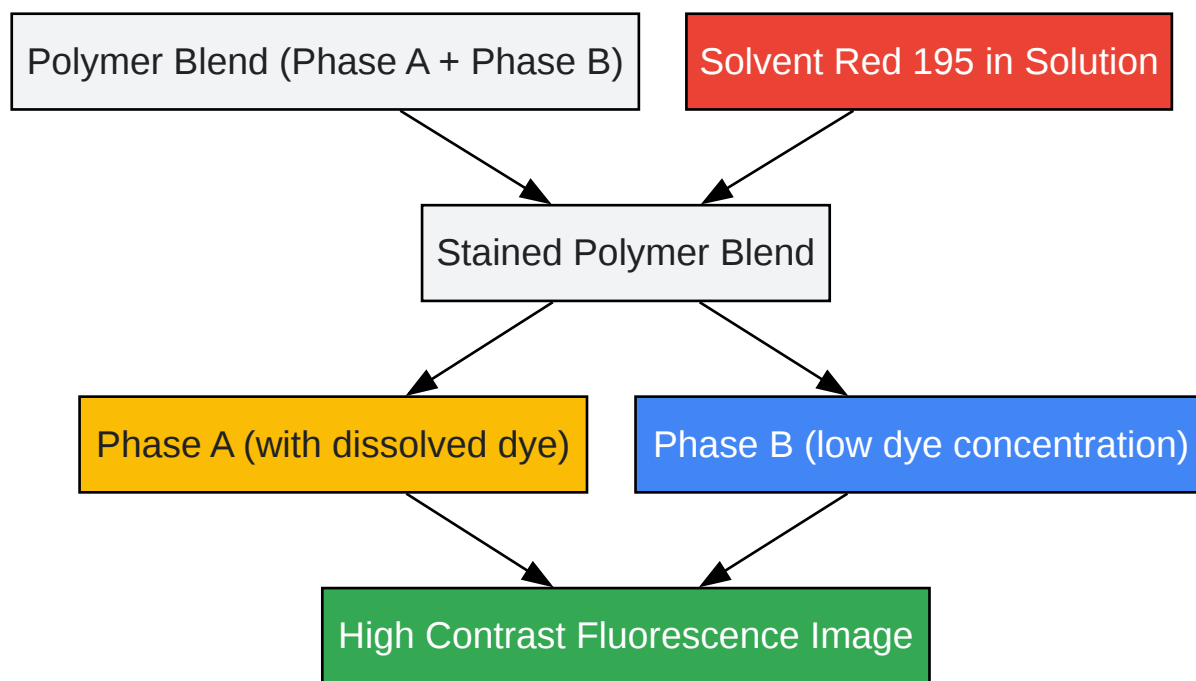 Polymer Blend (Phase A + Phase B)
Solvent Red 195 in Solution
Stained Polymer Blend
Phase A (with dissolved dye)
Phase B (low dye concentration)
High Contrast Fluorescence Image